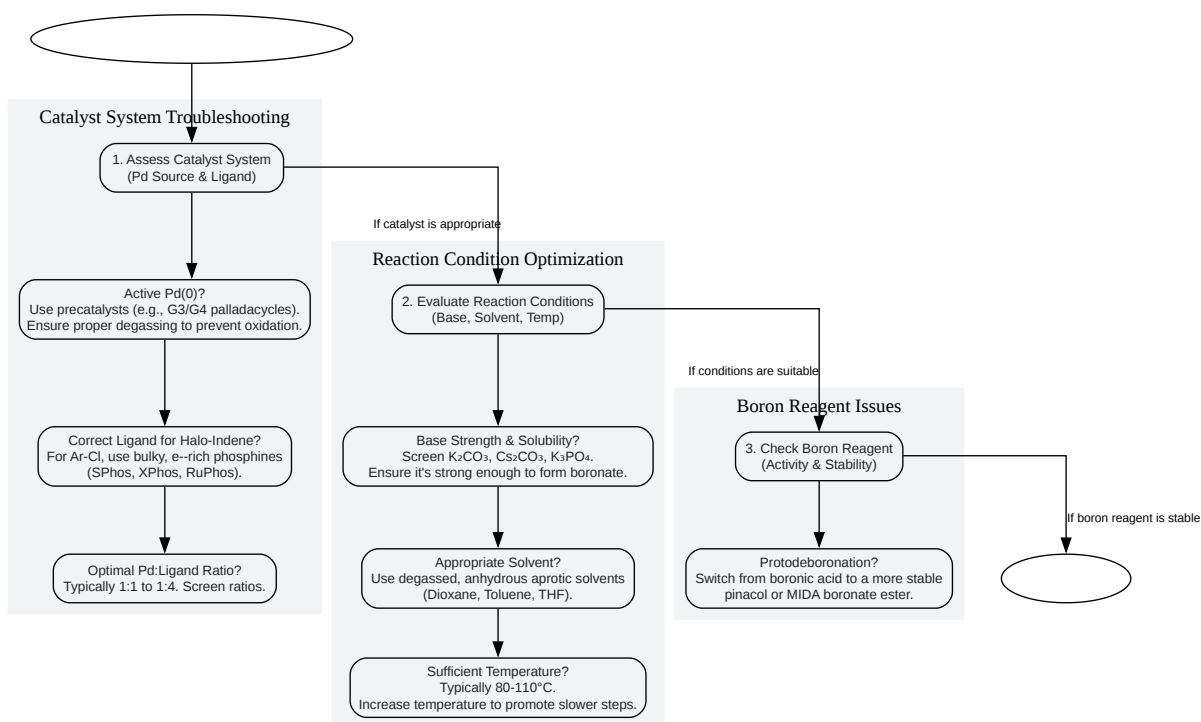 Catalyst System Troubleshooting
1. Assess Catalyst System
(Pd Source & Ligand)
Active Pd(0)?
Use precatalysts (e.g., G3/G4 palladacycles).
Ensure proper degassing to prevent oxidation.
Correct Ligand for Halo-Indene?
For Ar-Cl, use bulky, e--rich phosphines
(SPhos, XPhos, RuPhos).
Optimal Pd:Ligand Ratio?
Typically 1:1 to 1:4. Screen ratios.
If catalyst is appropriate
Reaction Condition Optimization
2. Evaluate Reaction Conditions
(Base, Solvent, Temp)
Base Strength & Solubility?
Screen K₂CO₃, Cs₂CO₃, K₃PO₄.
Ensure it's strong enough to form boronate.
Appropriate Solvent?
Use degassed, anhydrous aprotic solvents
(Dioxane, Toluene, THF).
Sufficient Temperature?
Typically 80-110°C.
Increase temperature to promote slower steps.
If conditions are suitable
Boron Reagent Issues
3. Check Boron Reagent
(Activity & Stability)
Protodeboronation?
Switch from boronic acid to a more stable
pinacol or MIDA boronate ester.
If boron reagent is stable